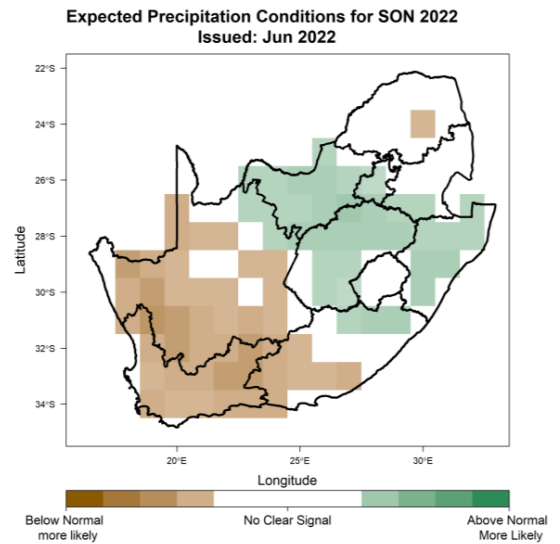 Expected Precipitation Conditions for SON 2022
Issued: Jun 2022
22°S
24°S
26°S
28°S
30°S
32°S
34°S
Latitude
20°E 25°E 30°E
Longitude
Below Normal No Clear Signal Above Normal
more likely More Likely